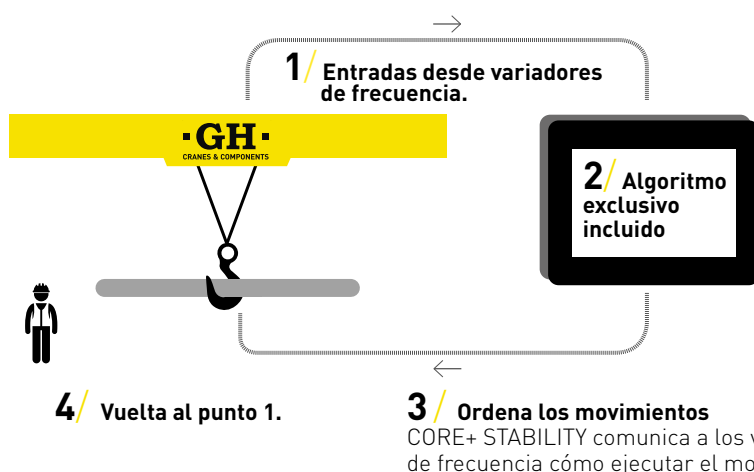 1/ Entradas desde variadores
de frecuencia.
·GH·
CRANES & COMPONENTS
2/ Algoritmo
exclusivo
incluido
3/ Ordena los movimientos
CORE+ STABILITY comunica a los
de frecuencia cómo ejecutar el
4/ Vuelta al punto 1.